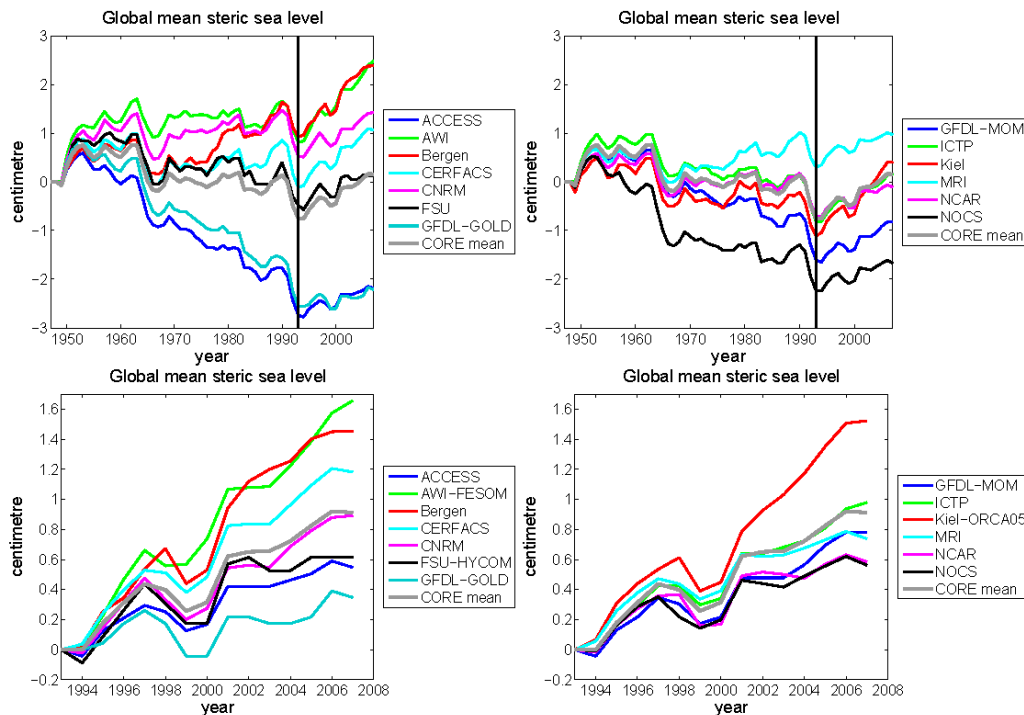 Global mean steric sea level
centimetre
3
2
1
0
−1
−2
−3
1950 1960 1970 1980 1990 2000
year
ACCESS
AWI
Bergen
CERFACS
CNRM
FSU
GFDL-GOLD
CORE mean
Global mean steric sea level
centimetre
3
2
1
0
−1
−2
−3
1950 1960 1970 1980 1990 2000
year
GFDL-MOM
ICTP
Kiel
MRI
NCAR
NOCS
CORE mean
Global mean steric sea level
centimetre
1.6
1.4
1.2
1
0.8
0.6
0.4
0.2
0
−0.2
1994 1996 1998 2000 2002 2004 2006 2008
year
ACCESS
AWI-FESOM
Bergen
CERFACS
CNRM
FSU-HYCOM
GFDL-GOLD
CORE mean
Global mean steric sea level
centimetre
1.6
1.4
1.2
1
0.8
0.6
0.4
0.2
0
−0.2
1994 1996 1998 2000 2002 2004 2006 2008
year
GFDL-MOM
ICTP
Kiel-ORCA05
MRI
NCAR
NOCS
CORE mean